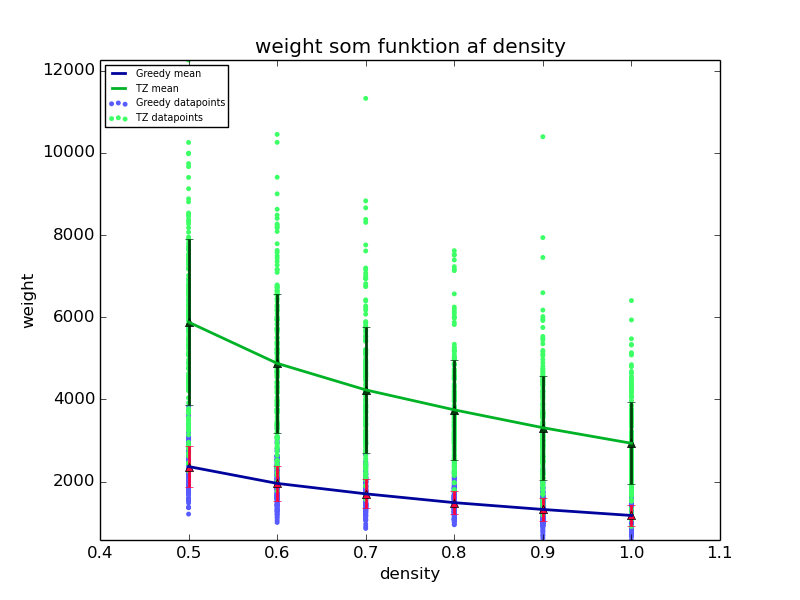 weight som funktion af density
Greedy mean
TZ mean
Greedy datapoints
TZ datapoints
12000
10000
8000
6000
4000
2000
weight
0.4 0.5 0.6 0.7 0.8 0.9 1.0 1.1
density